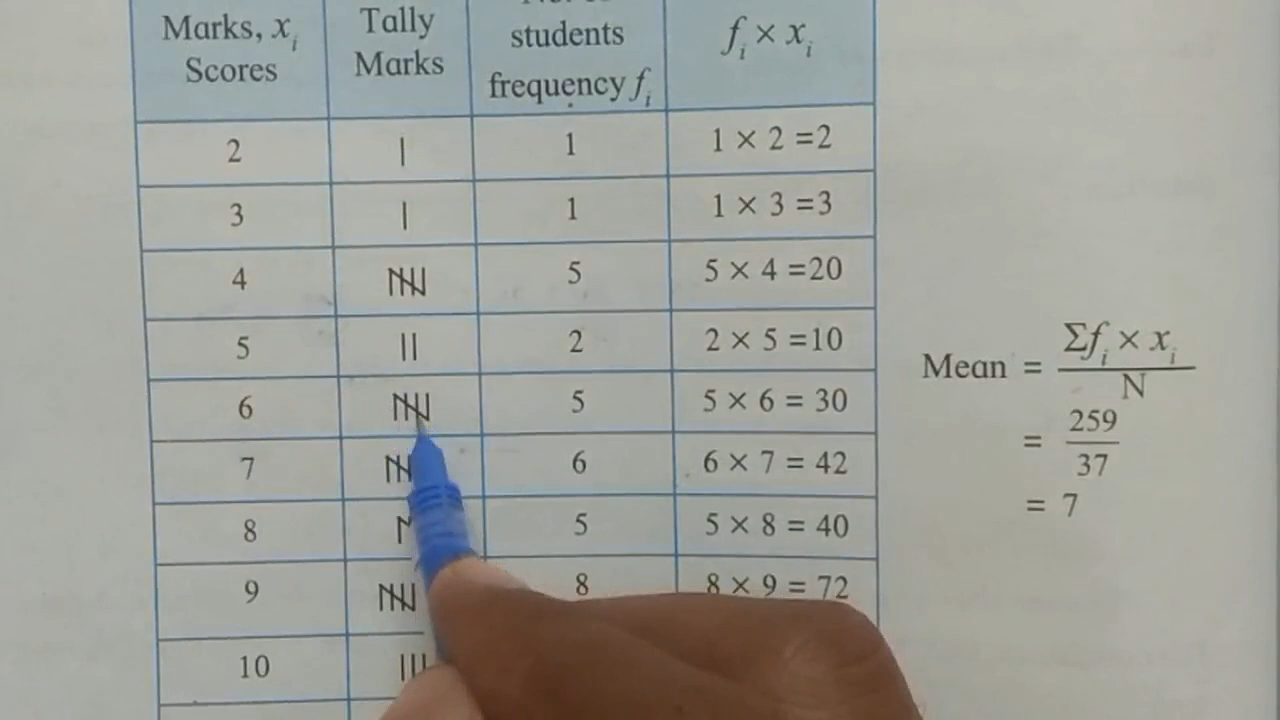 Marks, xᵢ
Scores
Tally
Marks
students
frequency fᵢ
fᵢ × xᵢ
2 | 1 1 × 2 =2
3 | 1 1 × 3 =3
4 5 5 × 4 =20
5 || 2 2 × 5 =10
6 5 5 × 6 = 30
7 6 6 × 7 = 42
8 5 5 × 8 = 40
9 8 8 × 9 = 72
10 |||
Mean = Σfᵢ × xᵢ
N
= 259
37
= 7